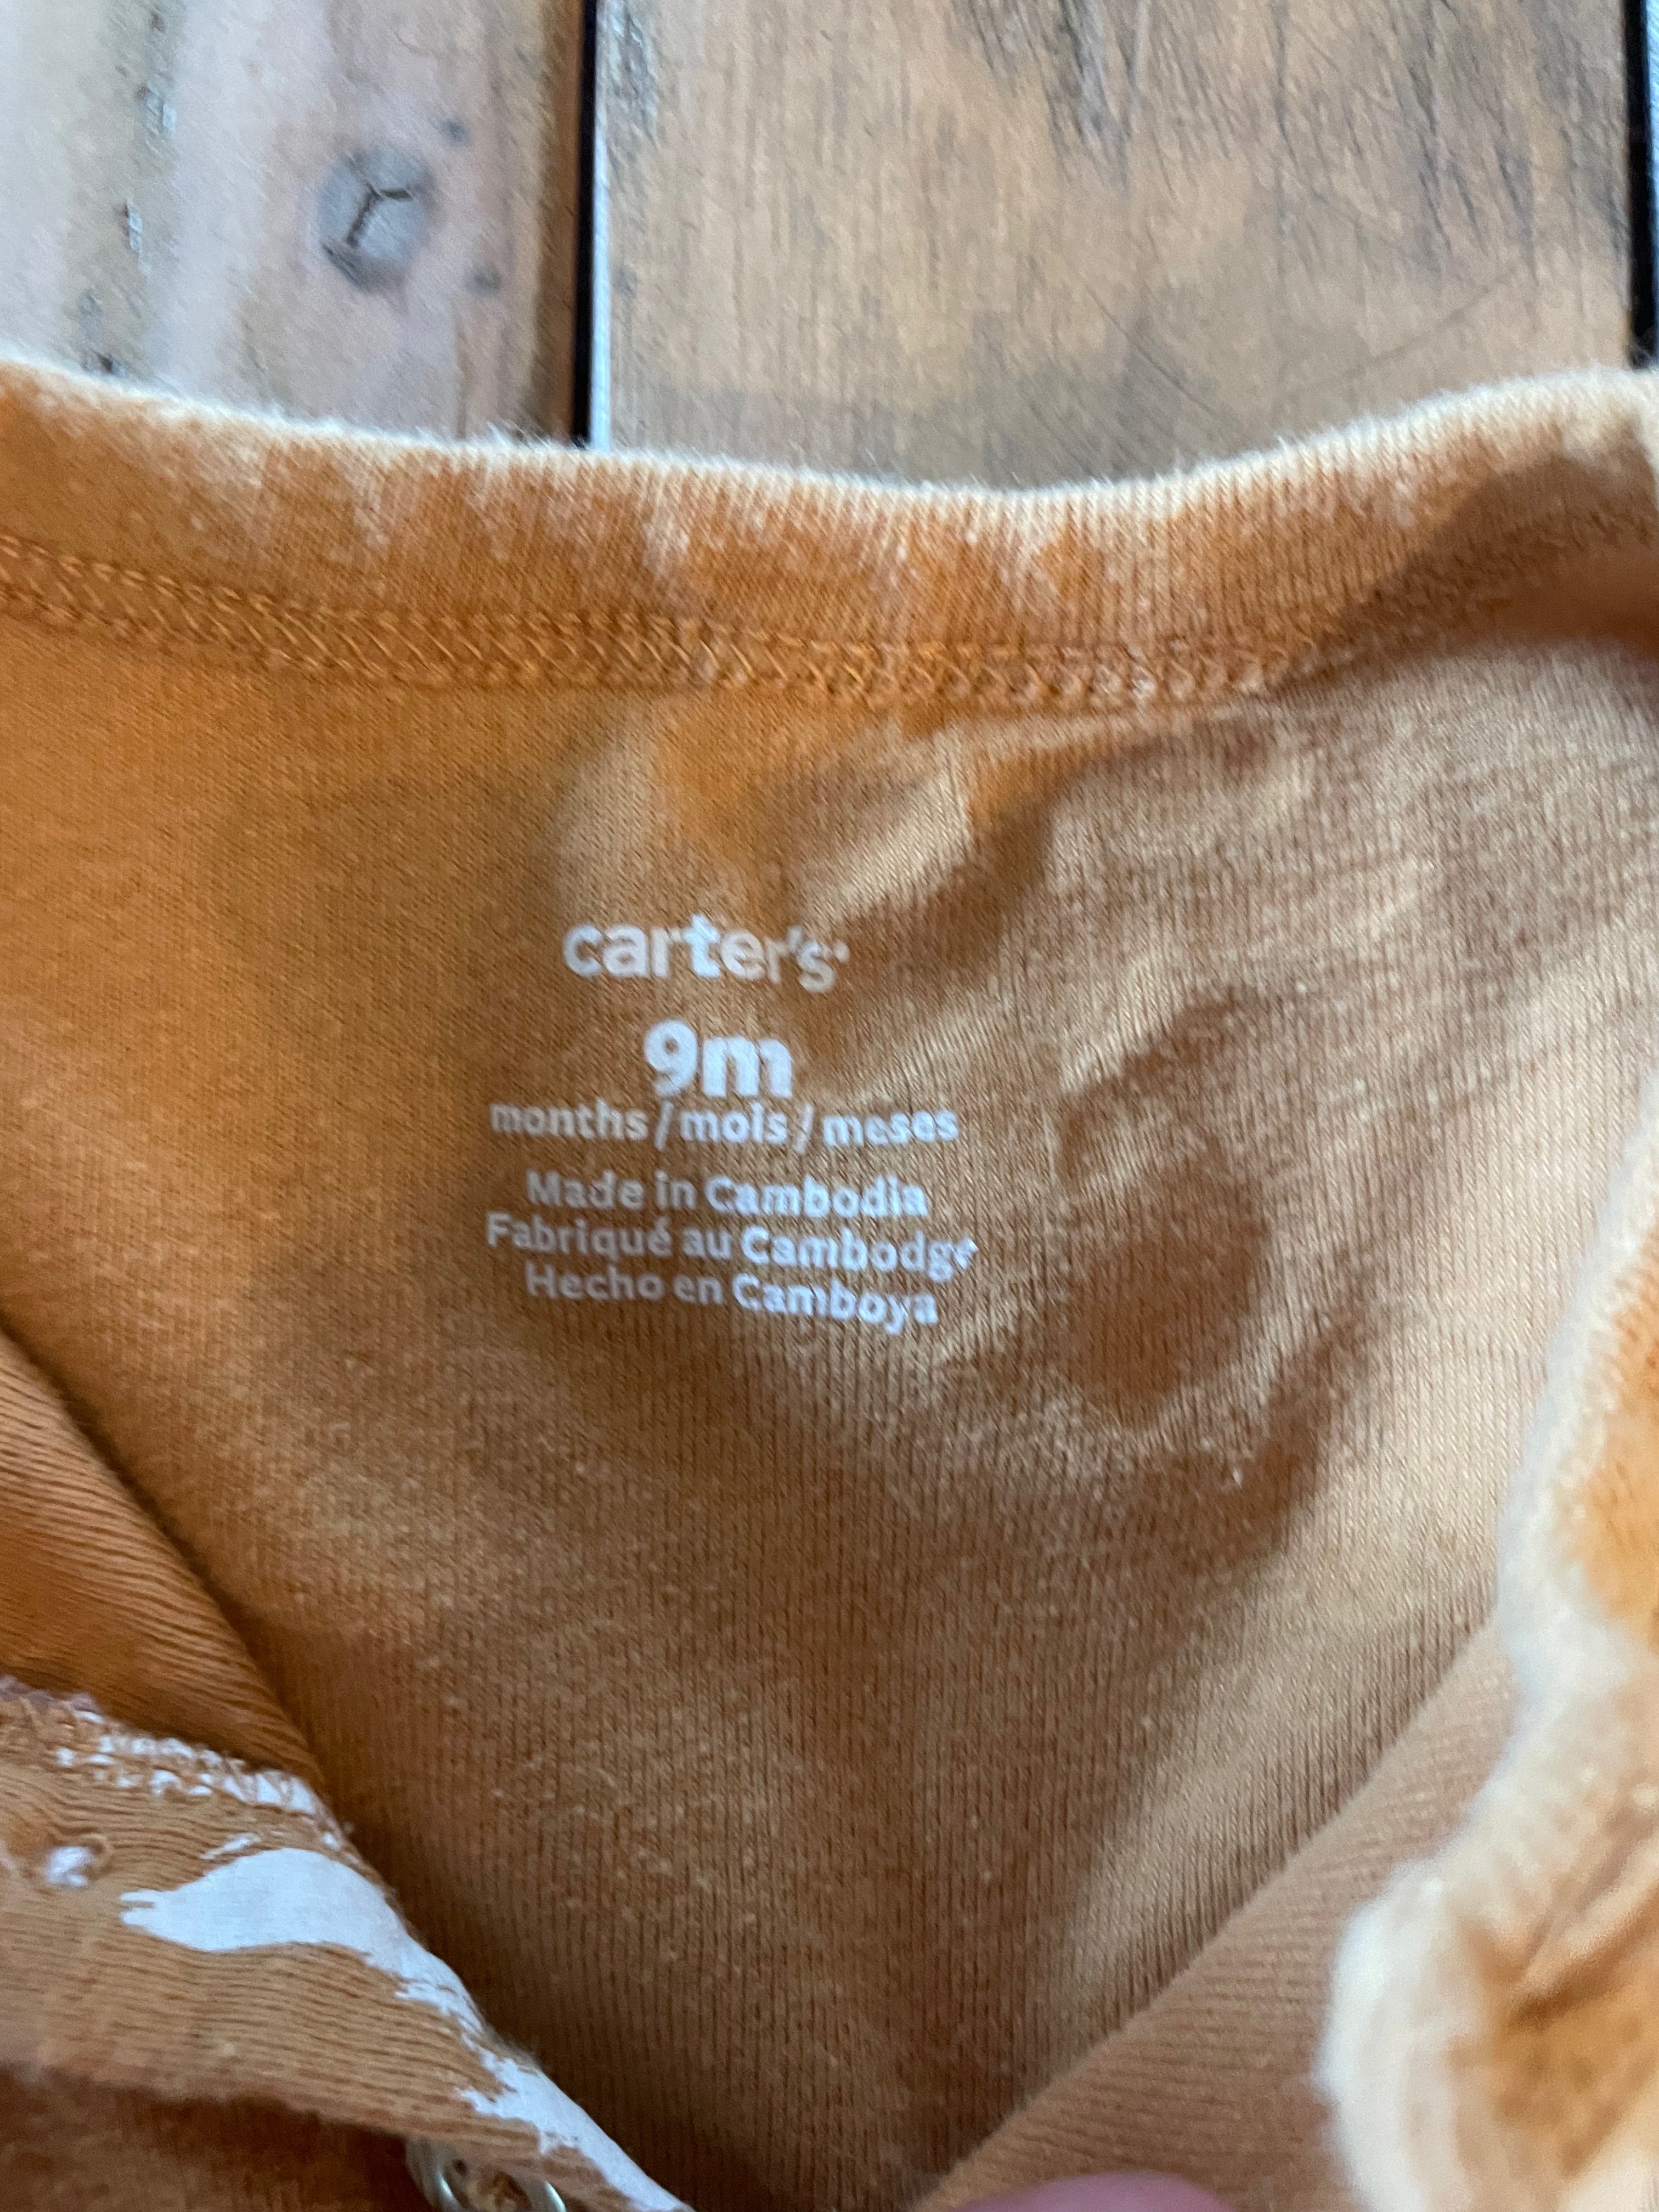 carter's
9m
months / mois / meses
Made in Cambodia
Fabriqué au Cambodge
Hecho en Camboya